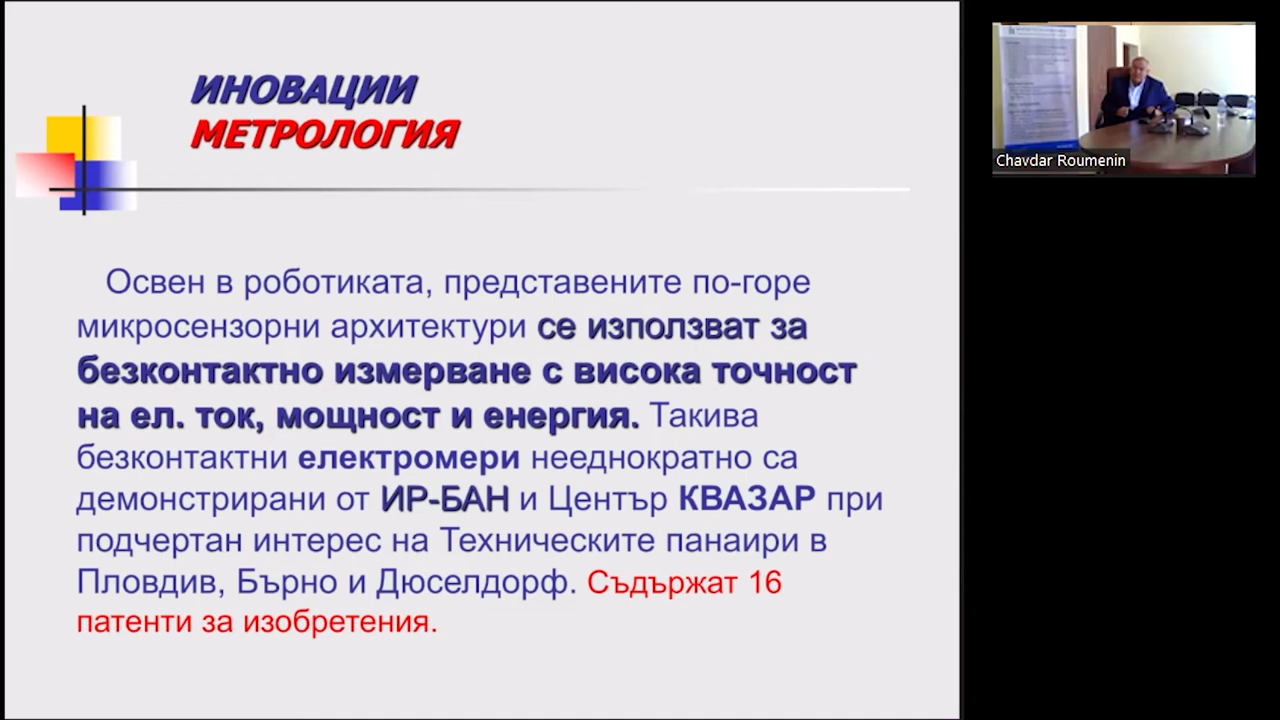 ИНОВАЦИИ
МЕТРОЛОГИЯ
Освен в роботиката, представените по-горе
микросензорни архитектури се използват за
безконтактно измерване с висока точност
на ел. ток, мощност и енергия. Такива
безконтактни електромери нееднократно са
демонстрирани от ИР-БАН и Център КВАЗАР при
подчертан интерес на Техническите панаири в
Пловдив, Бърно и Дюселдорф. Съдържат 16
патенти за изобретения.
Chavdar Roumenin